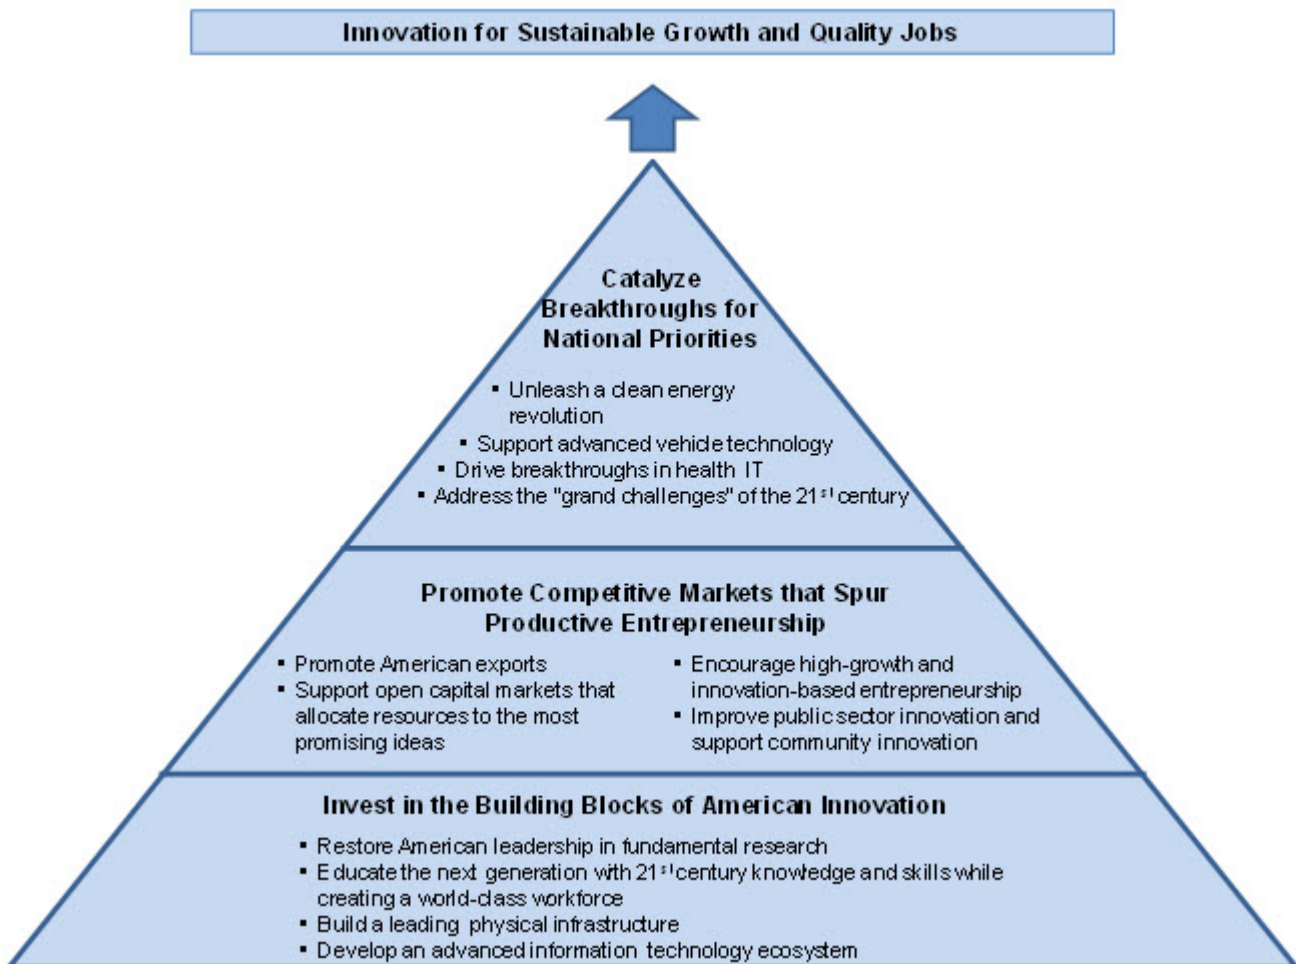 Innovation for Sustainable Growth and Quality Jobs
Catalyze
Breakthroughs for
National Priorities
▪ Unleash a clean energy
revolution
▪ Support advanced vehicle technology
▪ Drive breakthroughs in health IT
▪ Address the "grand challenges" of the 21st century
Promote Competitive Markets that Spur
Productive Entrepreneurship
▪ Promote American exports
▪ Support open capital markets that
allocate resources to the most
promising ideas
▪ Encourage high-growth and
innovation-based entrepreneurship
▪ Improve public sector innovation and
support community innovation
Invest in the Building Blocks of American Innovation
▪ Restore American leadership in fundamental research
▪ Educate the next generation with 21st century knowledge and skills while
creating a world-class workforce
▪ Build a leading physical infrastructure
▪ Develop an advanced information technology ecosystem